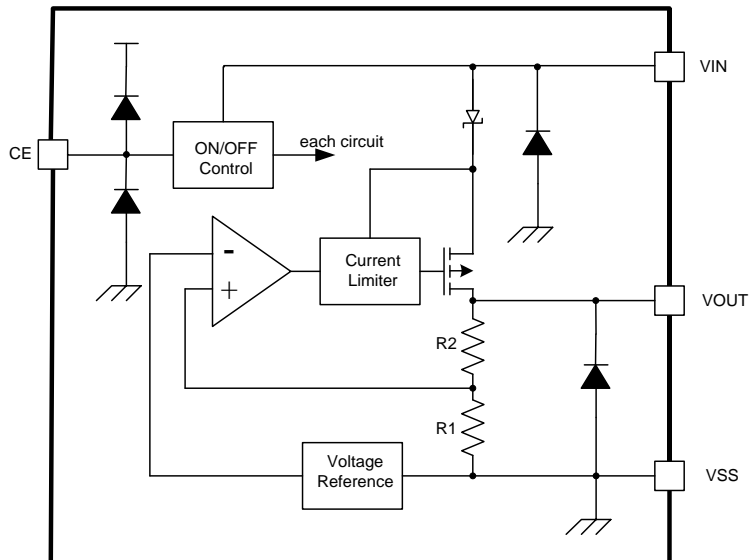 VIN
CE
ON/OFF
Control
each circuit
-
+
Current
Limiter
VOUT
R2
R1
Voltage
Reference
VSS